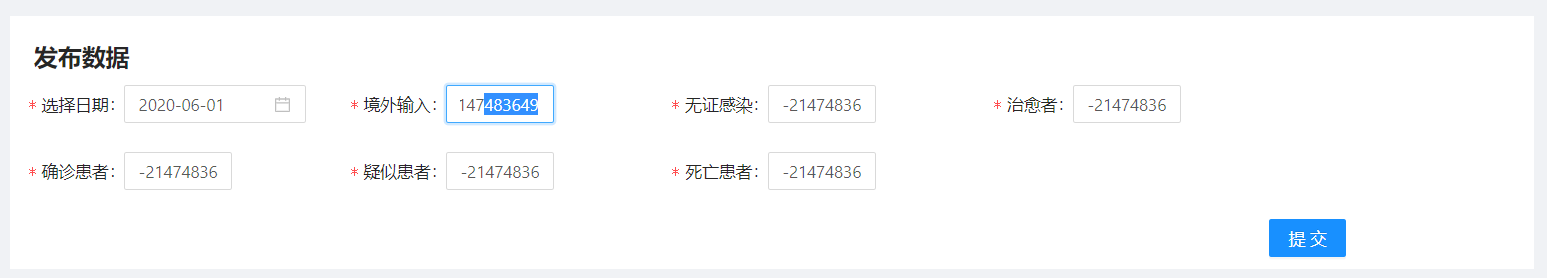 发布数据
* 选择日期: 2020-06-01 * 境外输入: 147483649 * 无证感染: -21474836 * 治愈者: -21474836
* 确诊患者: -21474836 * 疑似患者: -21474836 * 死亡患者: -21474836
提 交